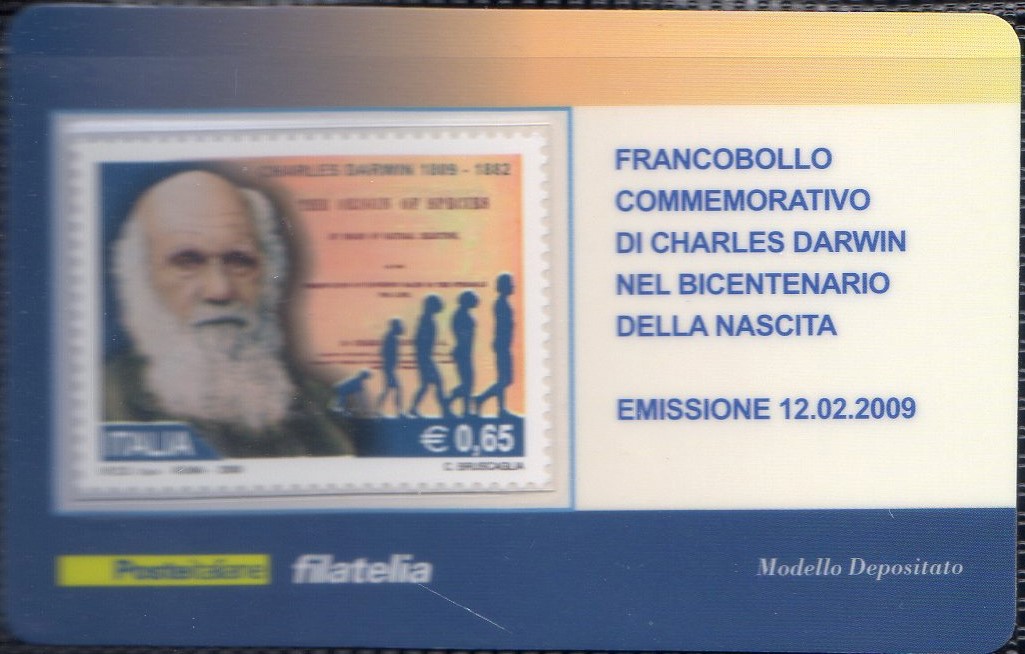 CHARLES DARWIN 1809 - 1882
THE ORIGIN OF SPECIES
ITALIA
€ 0,65
C. BRUSCAGLIA
FRANCOBOLLO
COMMEMORATIVO
DI CHARLES DARWIN
NEL BICENTENARIO
DELLA NASCITA
EMISSIONE 12.02.2009
Posteitaliane
filatelia
Modello Depositato